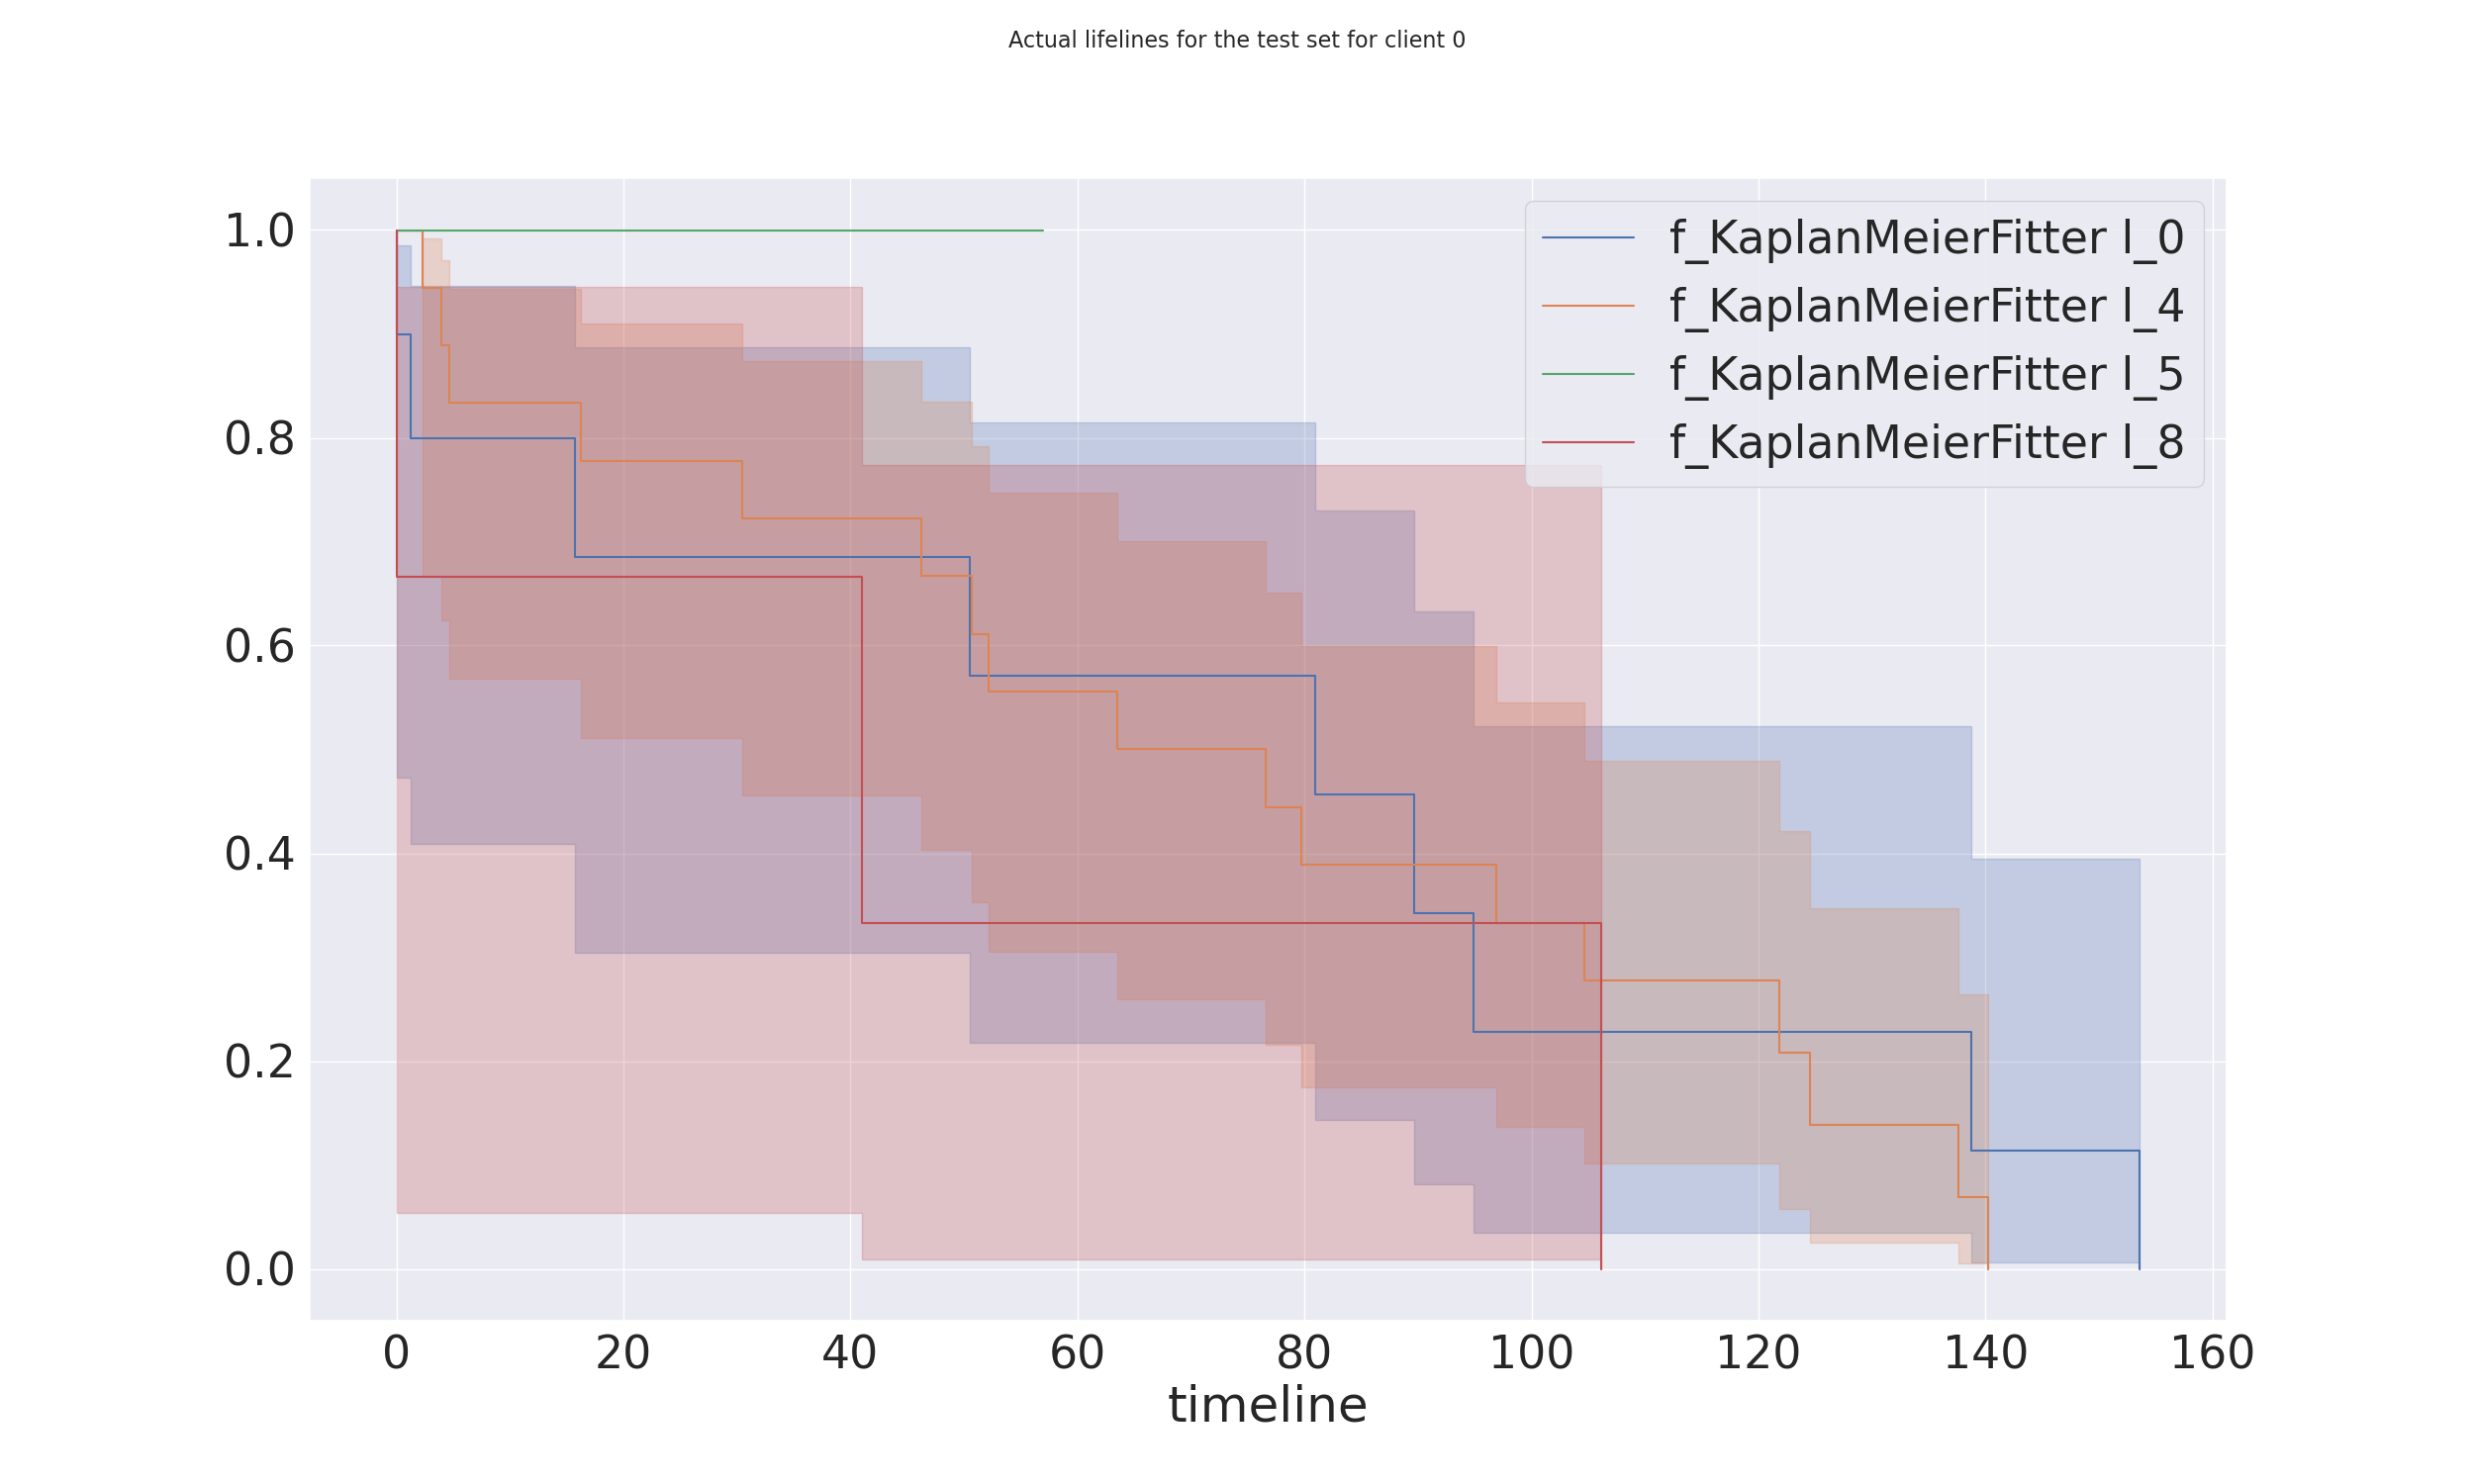 Actual lifelines for the test set for client 0
1.0
0.8
0.6
0.4
0.2
0.0
f_KaplanMeierFitter l_0
f_KaplanMeierFitter l_4
f_KaplanMeierFitter l_5
f_KaplanMeierFitter l_8
0 20 40 60 80 100 120 140 160
timeline